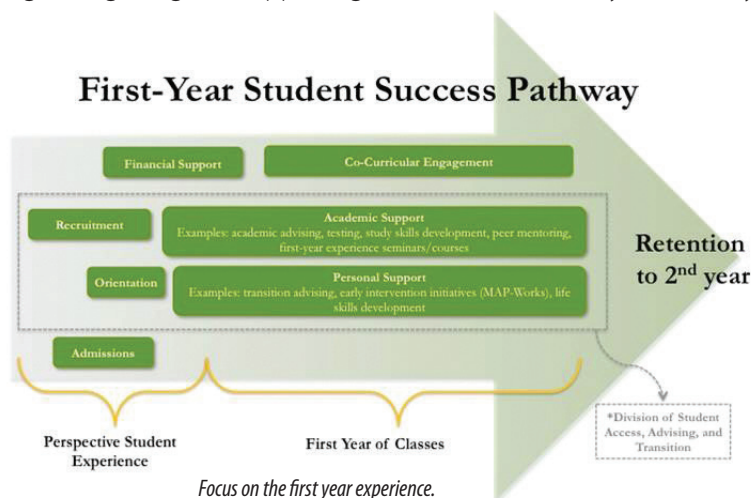 First-Year Student Success Pathway
Financial Support
Co-Curricular Engagement
Recruitment
Academic Support
Examples: academic advising, testing, study skills development, peer mentoring,
first-year experience seminars/courses
Orientation
Personal Support
Examples: transition advising, early intervention initiatives (MAP-Works), life
skills development
Admissions
Retention
to 2nd year
Perspective Student
Experience
First Year of Classes
*Division of Student
Access, Advising, and
Transition
Focus on the first year experience.